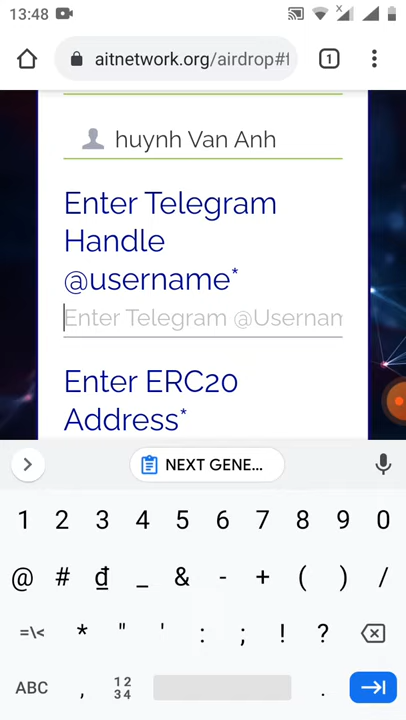 13:48
aitnetwork.org/airdrop#f
1
huynh Van Anh
Enter Telegram
Handle
@username*
Enter Telegram @Usernam
Enter ERC20
Address*
NEXT GENE...
1 2 3 4 5 6 7 8 9 0
@ # đ _ & - + ( ) /
=\< * " ' : ; ! ?
ABC , 12 34 .